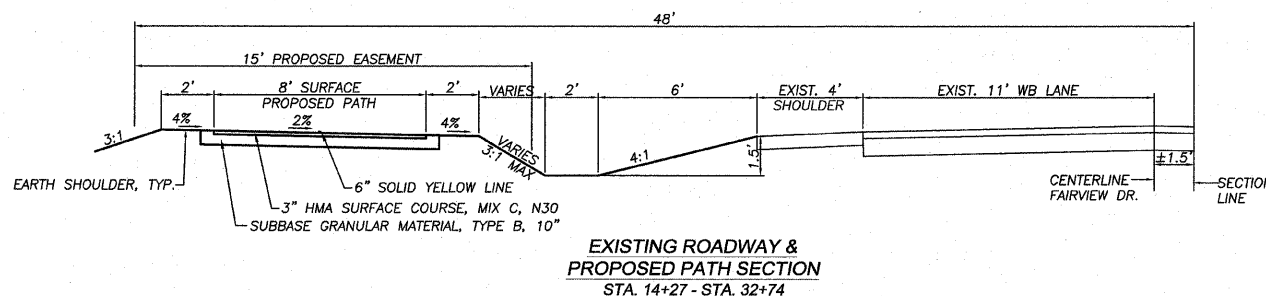 48'
15' PROPOSED EASEMENT
2'
8' SURFACE
PROPOSED PATH
2'
VARIES
2'
6'
EXIST. 4'
SHOULDER
EXIST. 11' WB LANE
4%
2%
4%
3:1
VARIES
3:1 MAX
4:1
1.5'
±1.5'
EARTH SHOULDER, TYP.
6" SOLID YELLOW LINE
3" HMA SURFACE COURSE, MIX C, N30
SUBBASE GRANULAR MATERIAL, TYPE B, 10"
CENTERLINE
FAIRVIEW DR.
SECTION
LINE
EXISTING ROADWAY &
PROPOSED PATH SECTION
STA. 14+27 - STA. 32+74